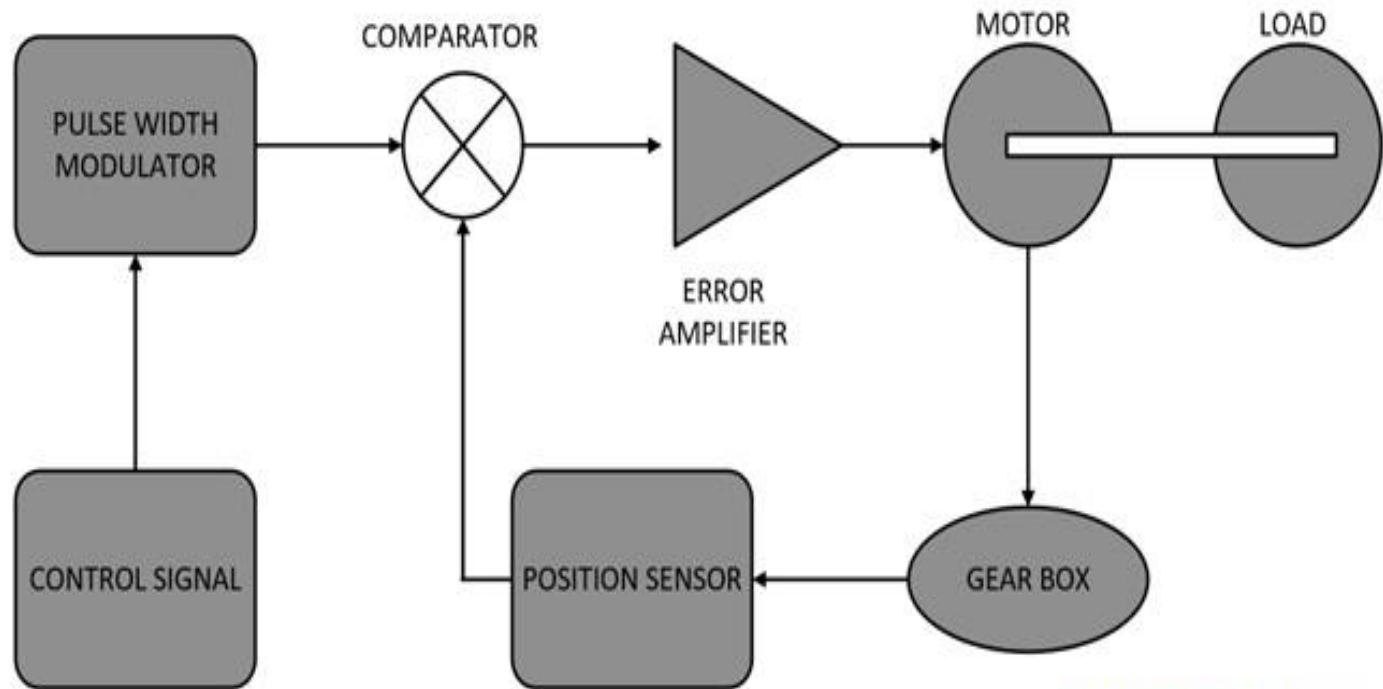 COMPARATOR
MOTOR
LOAD
PULSE WIDTH
MODULATOR
ERROR
AMPLIFIER
CONTROL SIGNAL
POSITION SENSOR
GEAR BOX